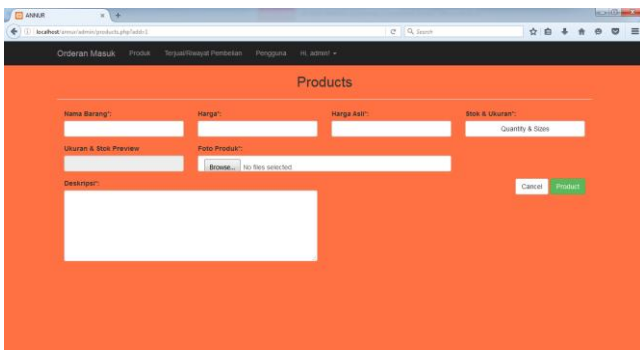 ANNUR
localhost/annur/admin/products.php?add=1
Search
Orderan Masuk Produk Terjual/Riwayat Pembelian Pengguna Hi, admin!
Products
Nama Barang*: Harga*: Harga Asli*: Stok & Ukuran*:
Quantity & Sizes
Ukuran & Stok Preview Foto Produk*:
Browse... No files selected
Deskripsi*:
Cancel Product